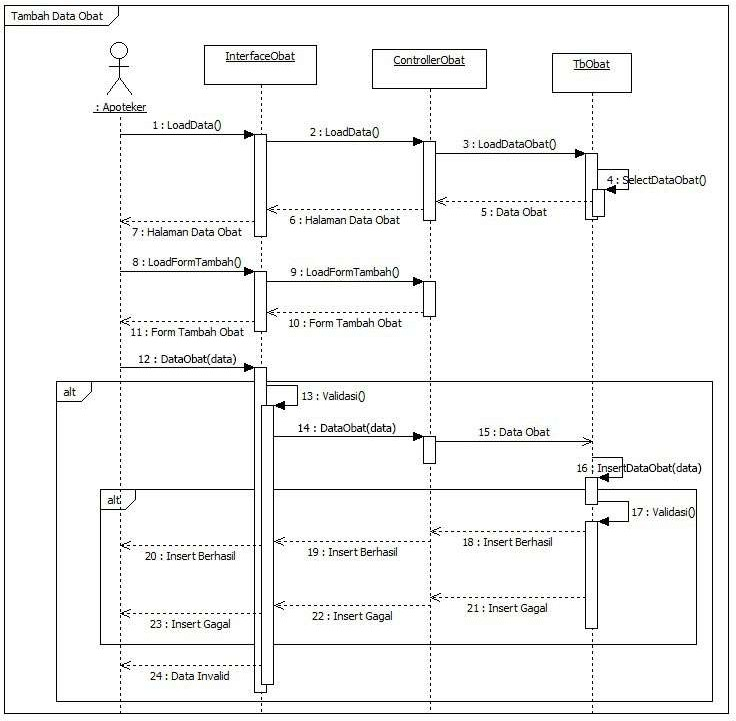 Tambah Data Obat
InterfaceObat
ControllerObat
TbObat
: Apoteker
1 : LoadData()
2 : LoadData()
3 : LoadDataObat()
4 : SelectDataObat()
5 : Data Obat
6 : Halaman Data Obat
7 : Halaman Data Obat
8 : LoadFormTambah()
9 : LoadFormTambah()
10 : Form Tambah Obat
11 : Form Tambah Obat
12 : DataObat(data)
alt
13 : Validasi()
14 : DataObat(data)
15 : Data Obat
16 : InsertDataObat(data)
alt
17 : Validasi()
18 : Insert Berhasil
19 : Insert Berhasil
20 : Insert Berhasil
21 : Insert Gagal
22 : Insert Gagal
23 : Insert Gagal
24 : Data Invalid